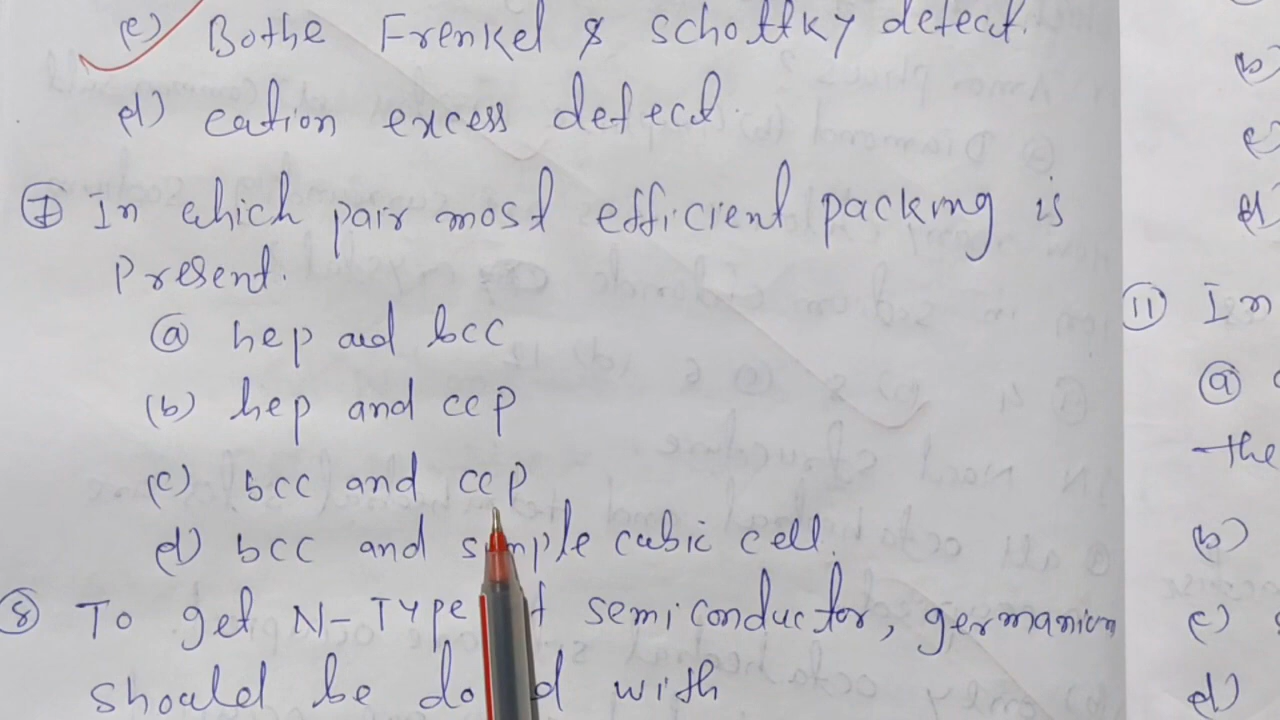 (c) Bothe Frenkel & schottky defect.
d) cation excess defect.
⑦ In which pair most efficient packing is
Present.
ⓐ hcp and bcc
(b) hcp and ccp
(c) bcc and ccp
d) bcc and simple cubic cell.
⑧ To get N-Type of semiconductor, germanium
should be doped with
b)
c)
d)
⑪ In
ⓐ
the
b)
c)
d)